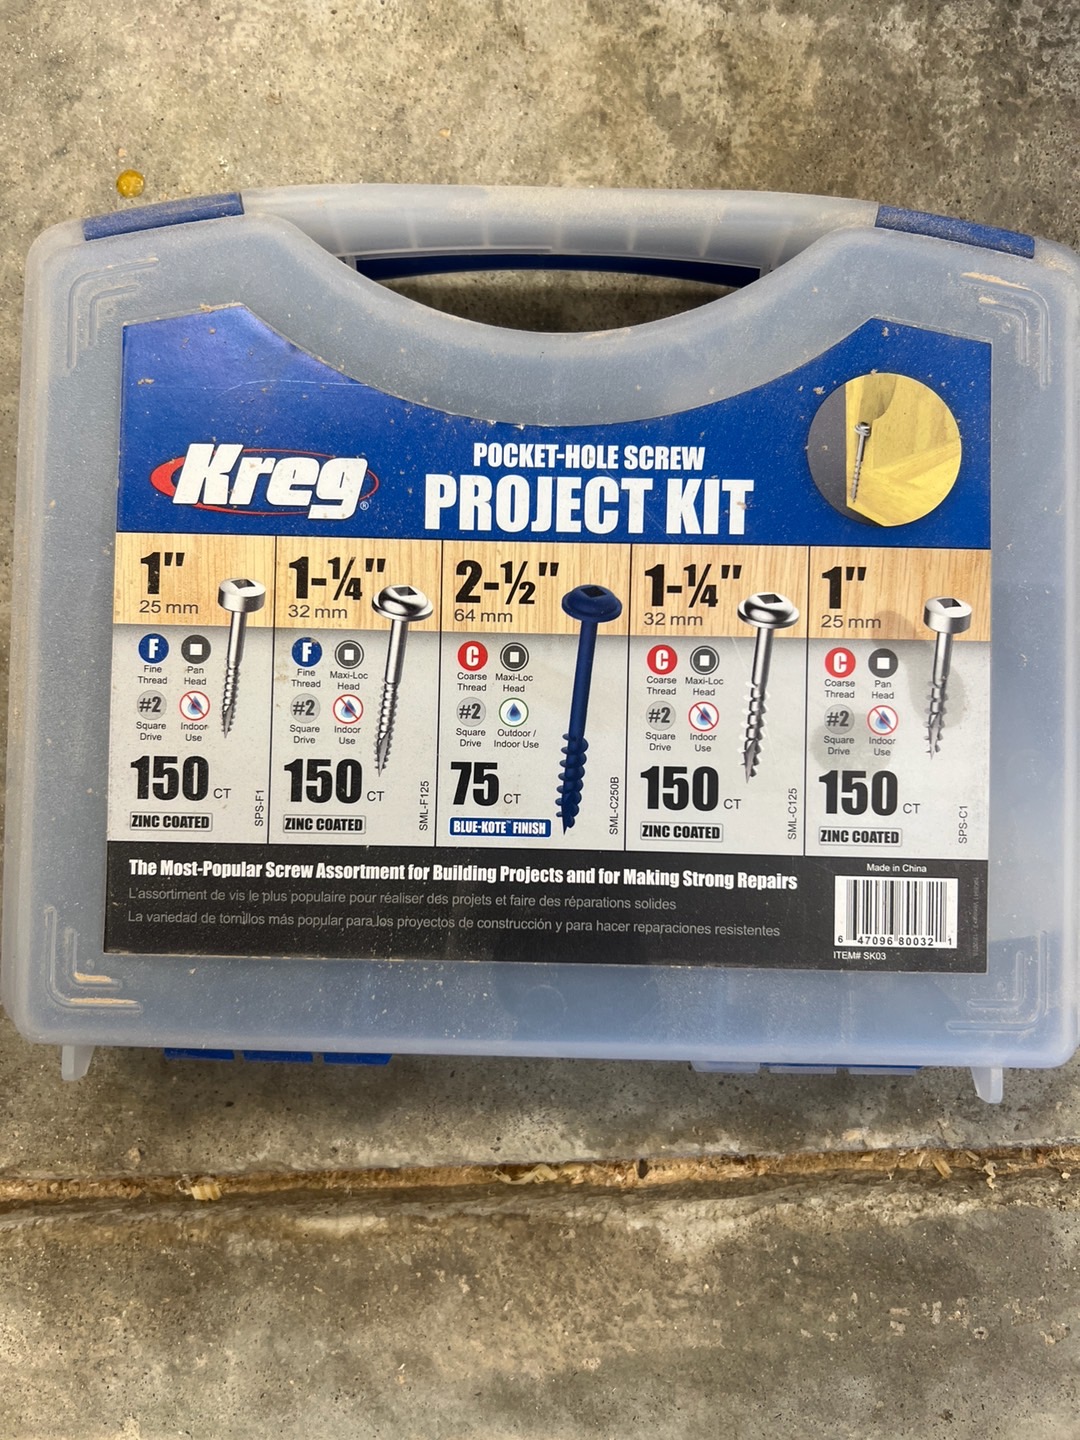 Kreg®
POCKET-HOLE SCREW
PROJECT KIT
1"
25 mm
F
Fine Thread
Pan Head
#2
Square Drive
Indoor Use
150 CT
ZINC COATED
SPS-F1
1-¼"
32 mm
F
Fine Thread
Maxi-Loc Head
#2
Square Drive
Indoor Use
150 CT
ZINC COATED
SML-F125
2-½"
64 mm
C
Coarse Thread
Maxi-Loc Head
#2
Square Drive
Outdoor / Indoor Use
75 CT
BLUE-KOTE™ FINISH
SML-C250B
1-¼"
32 mm
C
Coarse Thread
Maxi-Loc Head
#2
Square Drive
Indoor Use
150 CT
ZINC COATED
SML-C125
1"
25 mm
C
Coarse Thread
Pan Head
#2
Square Drive
Indoor Use
150 CT
ZINC COATED
SPS-C1
The Most-Popular Screw Assortment for Building Projects and for Making Strong Repairs
L'assortiment de vis le plus populaire pour réaliser des projets et faire des réparations solides
La variedad de tornillos más popular para los proyectos de construcción y para hacer reparaciones resistentes
Made in China
6 47096 80032 1
ITEM# SK03